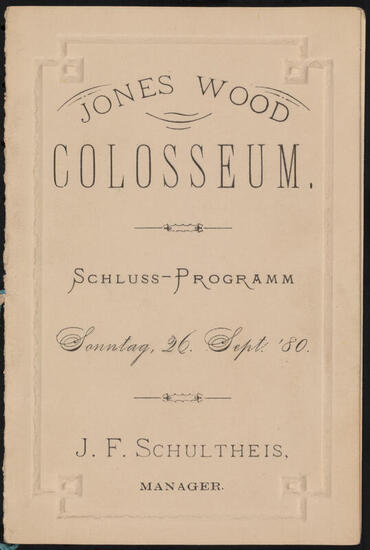 JONES WOOD
COLOSSEUM.
SCHLUSS-PROGRAMM
Sonntag, 26. Sept. '80.
J. F. SCHULTHEIS,
MANAGER.